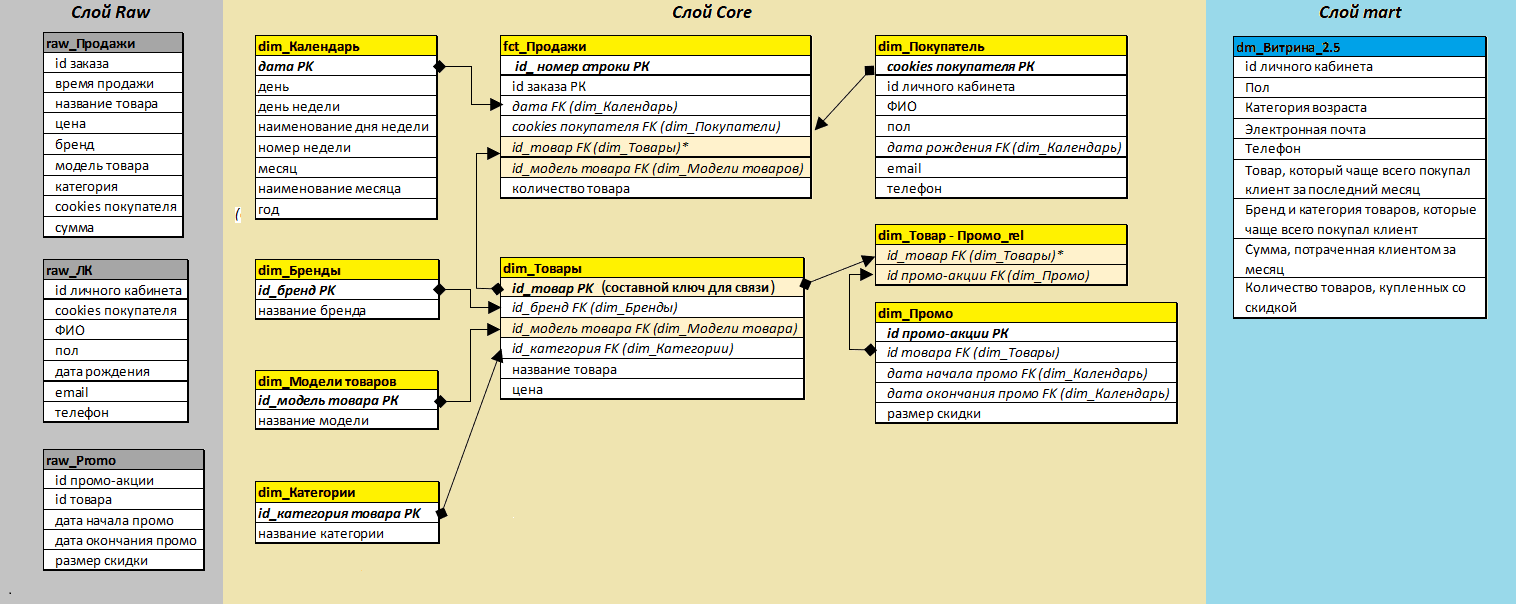 Слой Raw
raw_Продажи
id заказа
время продажи
название товара
цена
бренд
модель товара
категория
cookies покупателя
сумма
raw_ЛК
id личного кабинета
cookies покупателя
ФИО
пол
дата рождения
email
телефон
raw_Promo
id промо-акции
id товара
дата начала промо
дата окончания промо
размер скидки
.
Слой Core
dim_Календарь
дата PK
день
день недели
наименование дня недели
номер недели
месяц
наименование месяца
год
(
dim_Бренды
id_бренд PK
название бренда
dim_Модели товаров
id_модель товара PK
название модели
dim_Категории
id_категория товара PK
название категории
fct_Продажи
id_ номер строки PK
id заказа PK
дата FK (dim_Календарь)
cookies покупателя FK (dim_Покупатели)
id_товар FK (dim_Товары)*
id_модель товара FK (dim_Модели товаров)
количество товара
dim_Товары
id_товар PK (составной ключ для связи)
id_бренд FK (dim_Бренды)
id_модель товара FK (dim_Модели товара)
id_категория FK (dim_Категории)
название товара
цена
dim_Покупатель
cookies покупателя PK
id личного кабинета
ФИО
пол
дата рождения FK (dim_Календарь)
email
телефон
dim_Товар - Промо_rel
id_товар FK (dim_Товары)*
id промо-акции FK (dim_Промо)
dim_Промо
id промо-акции PK
id товара FK (dim_Товары)
дата начала промо FK (dim_Календарь)
дата окончания промо FK (dim_Календарь)
размер скидки
Слой mart
dm_Витрина_2.5
id личного кабинета
Пол
Категория возраста
Электронная почта
Телефон
Товар, который чаще всего покупал
клиент за последний месяц
Бренд и категория товаров, которые
чаще всего покупал клиент
Сумма, потраченная клиентом за
месяц
Количество товаров, купленных со
скидкой